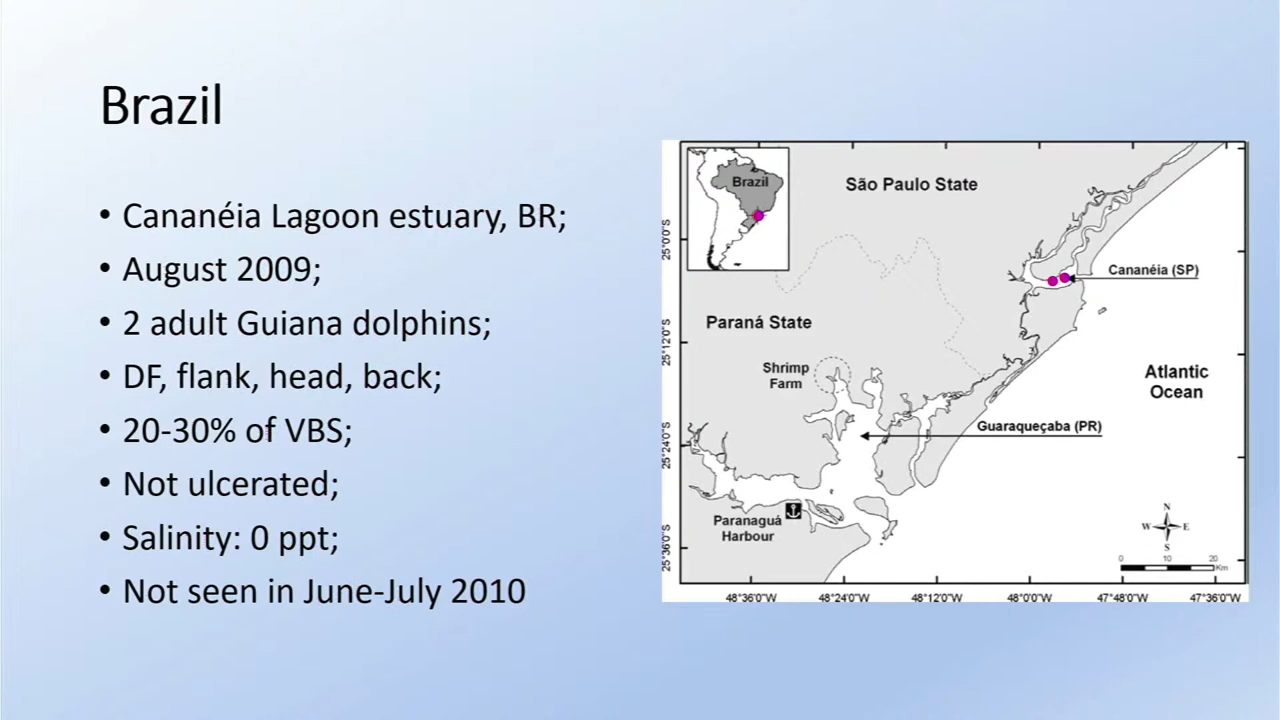 Brazil
• Cananéia Lagoon estuary, BR;
• August 2009;
• 2 adult Guiana dolphins;
• DF, flank, head, back;
• 20-30% of VBS;
• Not ulcerated;
• Salinity: 0 ppt;
• Not seen in June-July 2010
Brazil
São Paulo State
Cananéia (SP)
Paraná State
Shrimp
Farm
Atlantic
Ocean
Guaraqueçaba (PR)
Paranaguá
Harbour
N
W E
S
0 10 20
Km
25°0'0"S
25°12'0"S
25°24'0"S
25°36'0"S
48°36'0"W 48°24'0"W 48°12'0"W 48°0'0"W 47°48'0"W 47°36'0"W